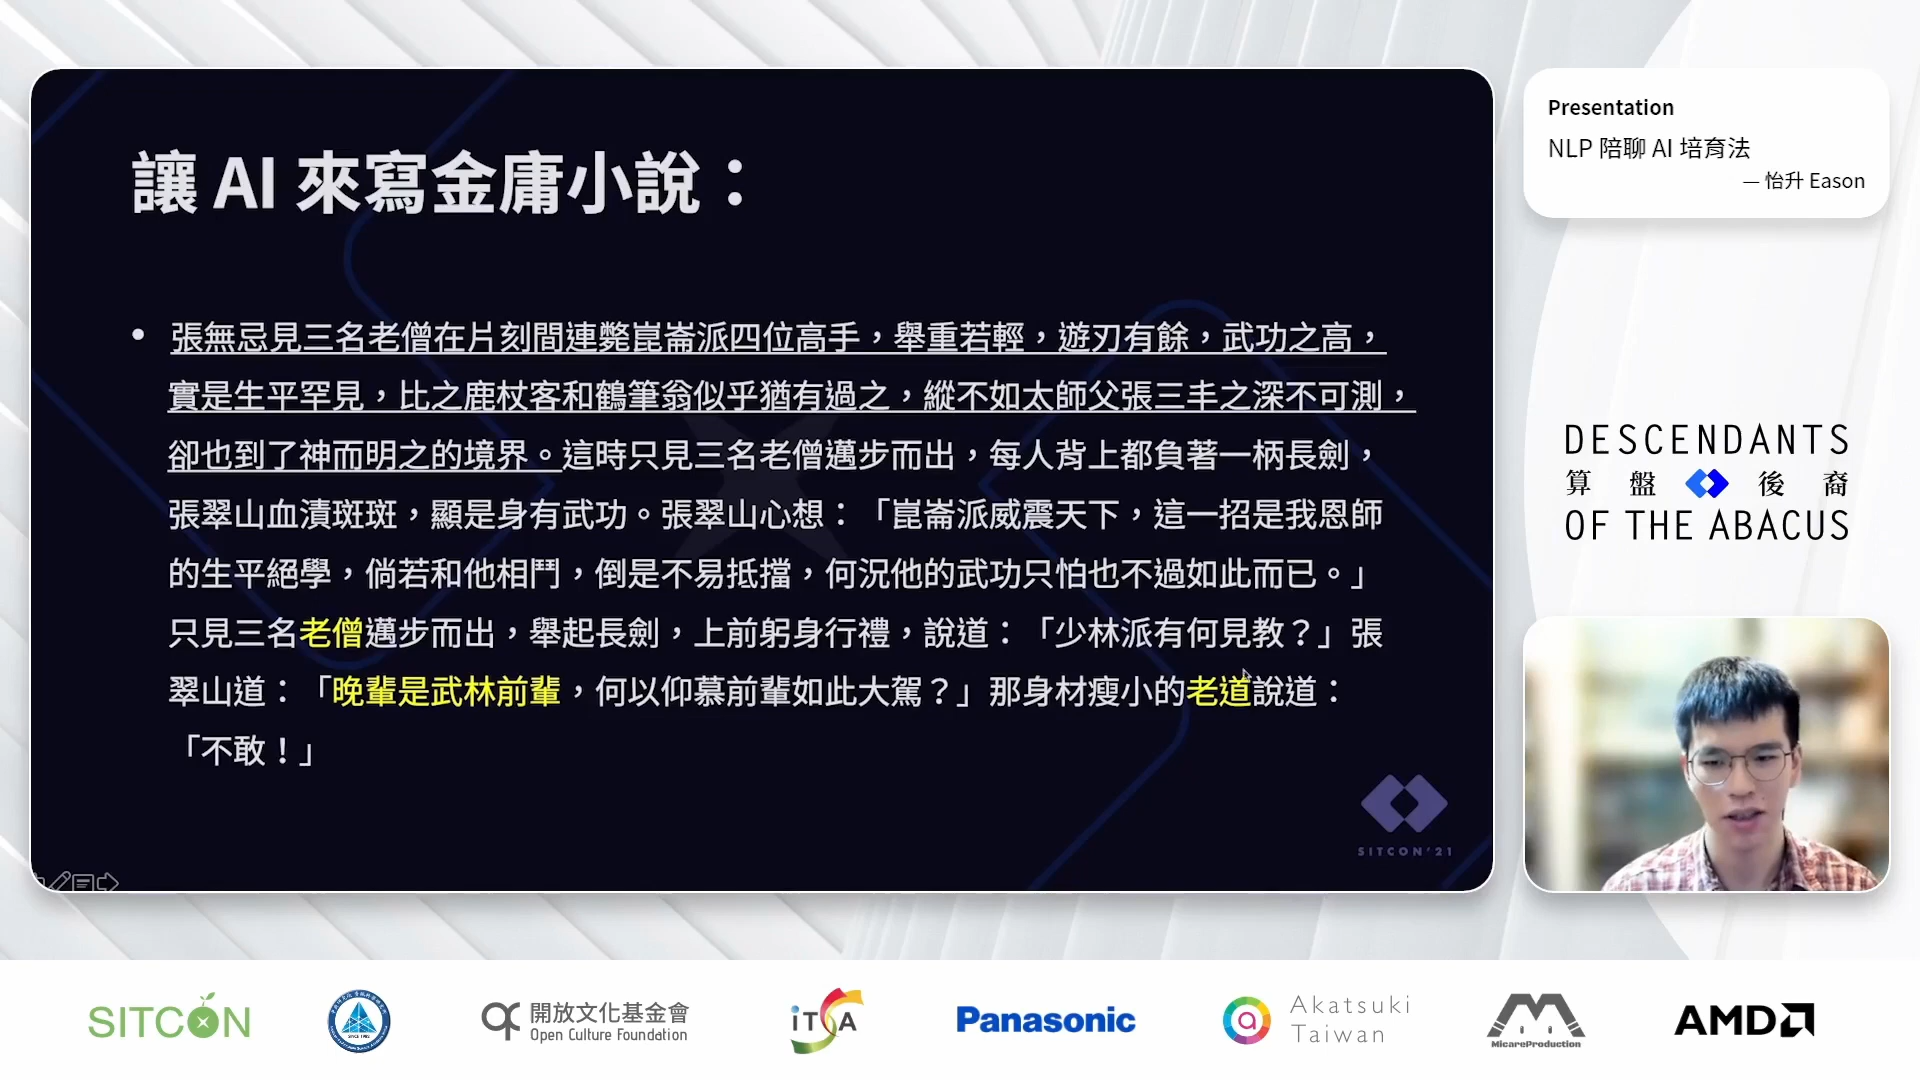 讓 AI 來寫金庸小說：
• 張無忌見三名老僧在片刻間連斃崑崙派四位高手，舉重若輕，遊刃有餘，武功之高，
實是生平罕見，比之鹿杖客和鶴筆翁似乎猶有過之，縱不如太師父張三丰之深不可測，
卻也到了神而明之的境界。這時只見三名老僧邁步而出，每人背上都負著一柄長劍，
張翠山血漬斑斑，顯是身有武功。張翠山心想：「崑崙派威震天下，這一招是我恩師
的生平絕學，倘若和他相鬥，倒是不易抵擋，何況他的武功只怕也不過如此而已。」
只見三名老僧邁步而出，舉起長劍，上前躬身行禮，說道：「少林派有何見教？」張
翠山道：「晚輩是武林前輩，何以仰慕前輩如此大駕？」那身材瘦小的老道說道：
「不敢！」
SITCON'21
Presentation
NLP 陪聊 AI 培育法
— 怡升 Eason
DESCENDANTS
算盤後裔
OF THE ABACUS
SITCON
開放文化基金會
Open Culture Foundation
iTSA
Panasonic
Akatsuki
Taiwan
MicareProduction
AMD